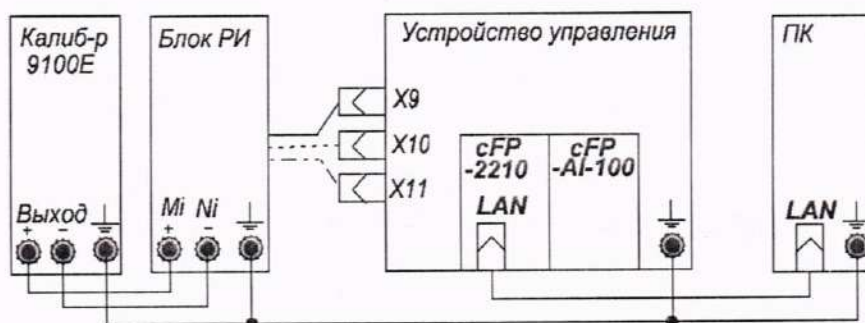 Калиб-р
9100E
Выход
+ -
Блок РИ
Mi Ni
+ -
Устройство управления
X9
X10
X11
cFP
-2210
LAN
cFP
-AI-100
ПК
LAN